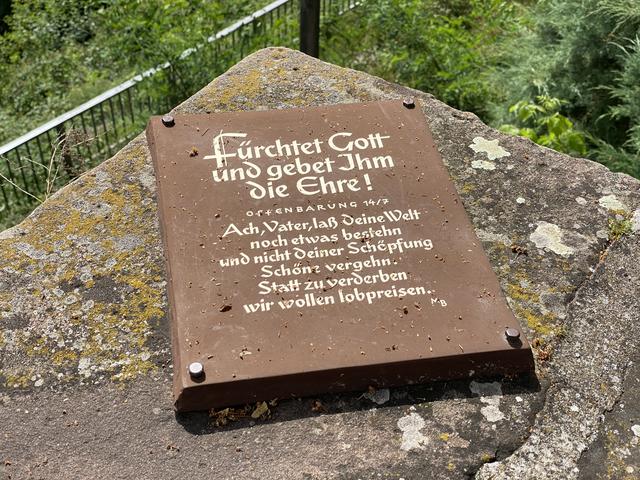 Fürchtet Gott
und gebet Ihm
die Ehre!
OFFENBARUNG 14/7
Ach, Vater, laß deine Welt
noch etwas bestehn
und nicht deiner Schöpfung
Schöne vergehn.
Statt zu verderben
wir wollen lobpreisen.
MB